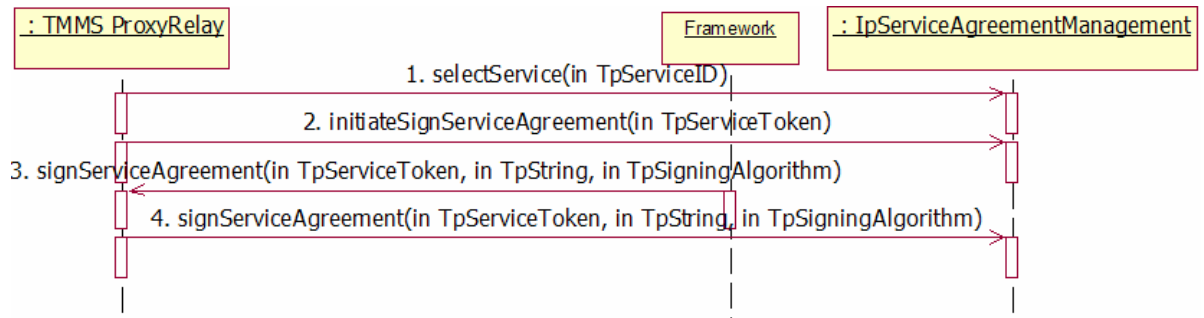 : TMMS ProxyRelay
Framework
: IpServiceAgreementManagement
1. selectService(in TpServiceID)
2. initiateSignServiceAgreement(in TpServiceToken)
3. signServiceAgreement(in TpServiceToken, in TpString, in TpSigningAlgorithm)
4. signServiceAgreement(in TpServiceToken, in TpString, in TpSigningAlgorithm)